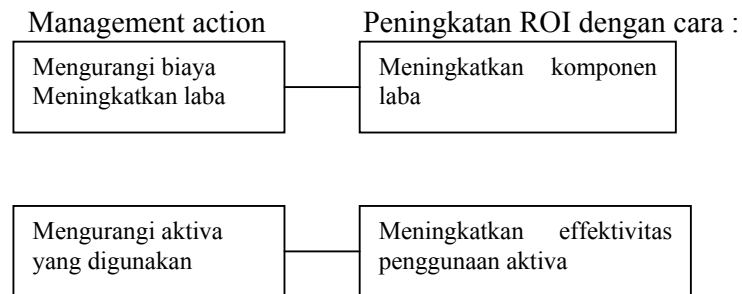 Management action Peningkatan ROI dengan cara :
Mengurangi biaya
Meningkatkan laba
Meningkatkan komponen
laba
Mengurangi aktiva
yang digunakan
Meningkatkan effektivitas
penggunaan aktiva